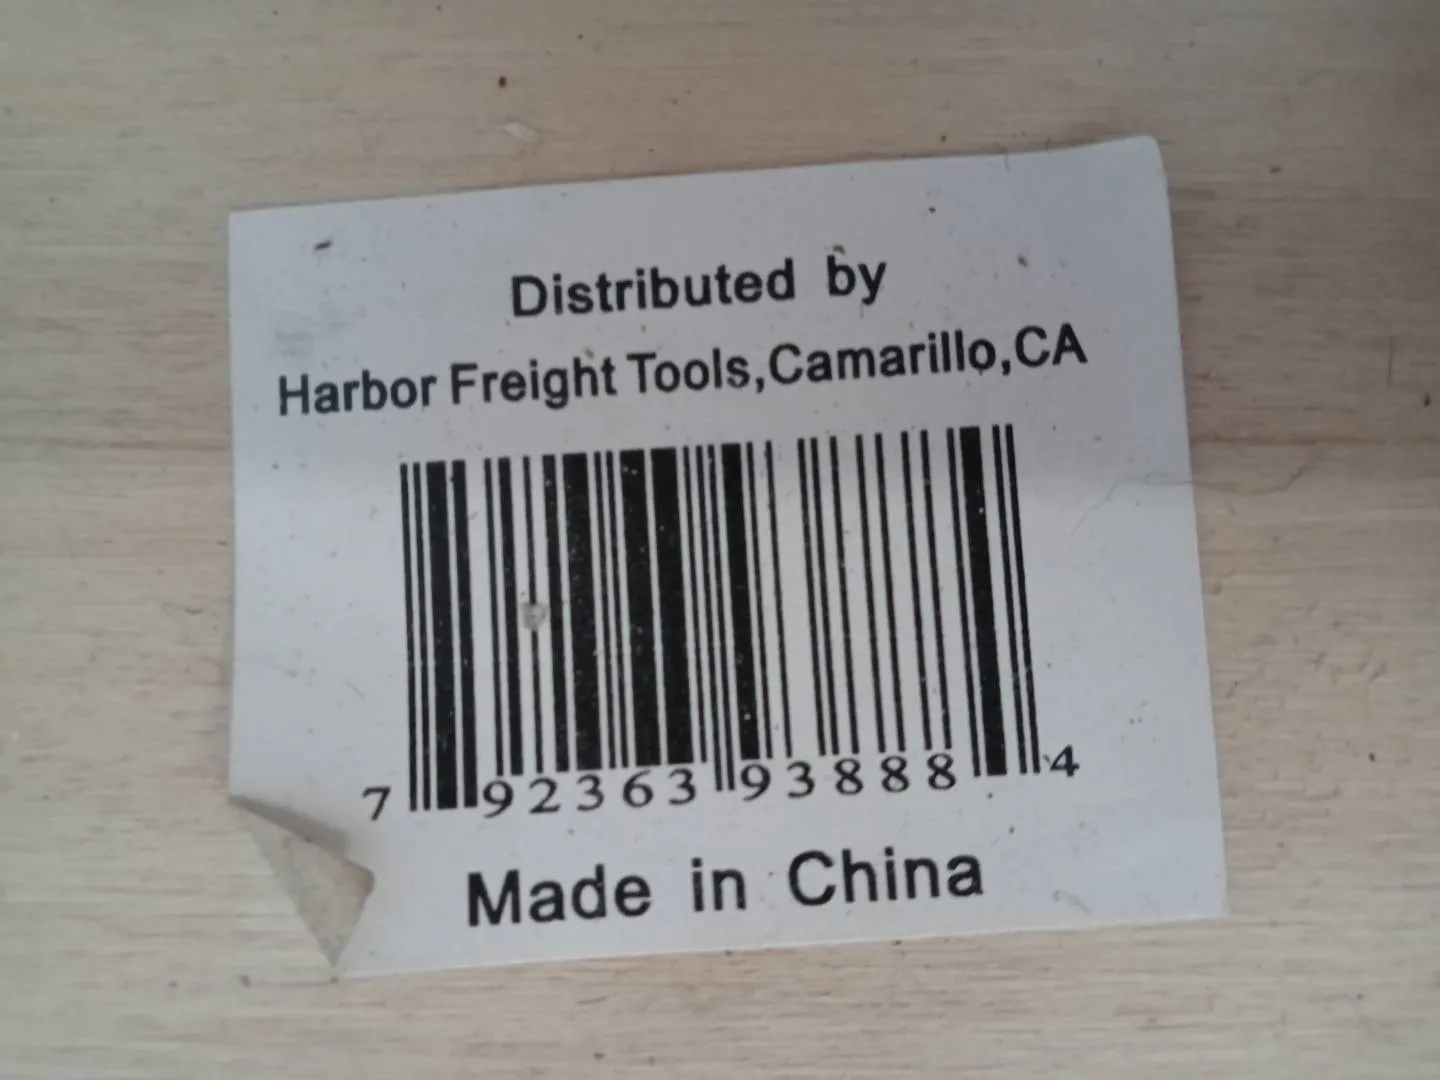 Distributed by
Harbor Freight Tools,Camarillo,CA
7 92363 93888 4
Made in China